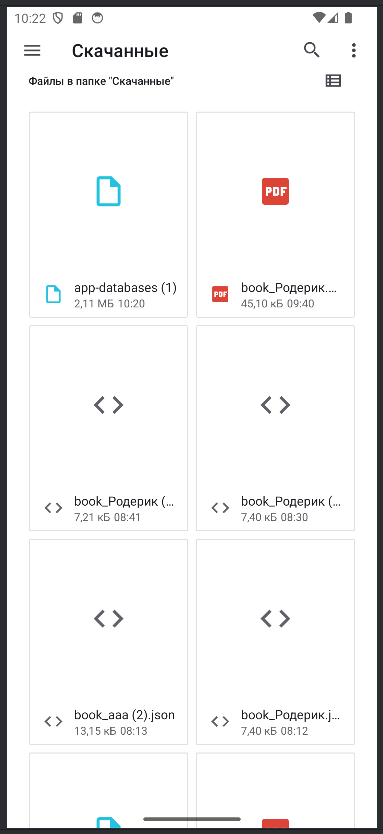 10:22
Скачанные
Файлы в папке "Скачанные"
PDF
app-databases (1)
2,11 МБ 10:20
PDF
book_Родерик....
45,10 кБ 09:40
book_Родерик (...
7,21 кБ 08:41
book_Родерик (...
7,40 кБ 08:30
book_aaa (2).json
13,15 кБ 08:13
book_Родерик.j...
7,40 кБ 08:12